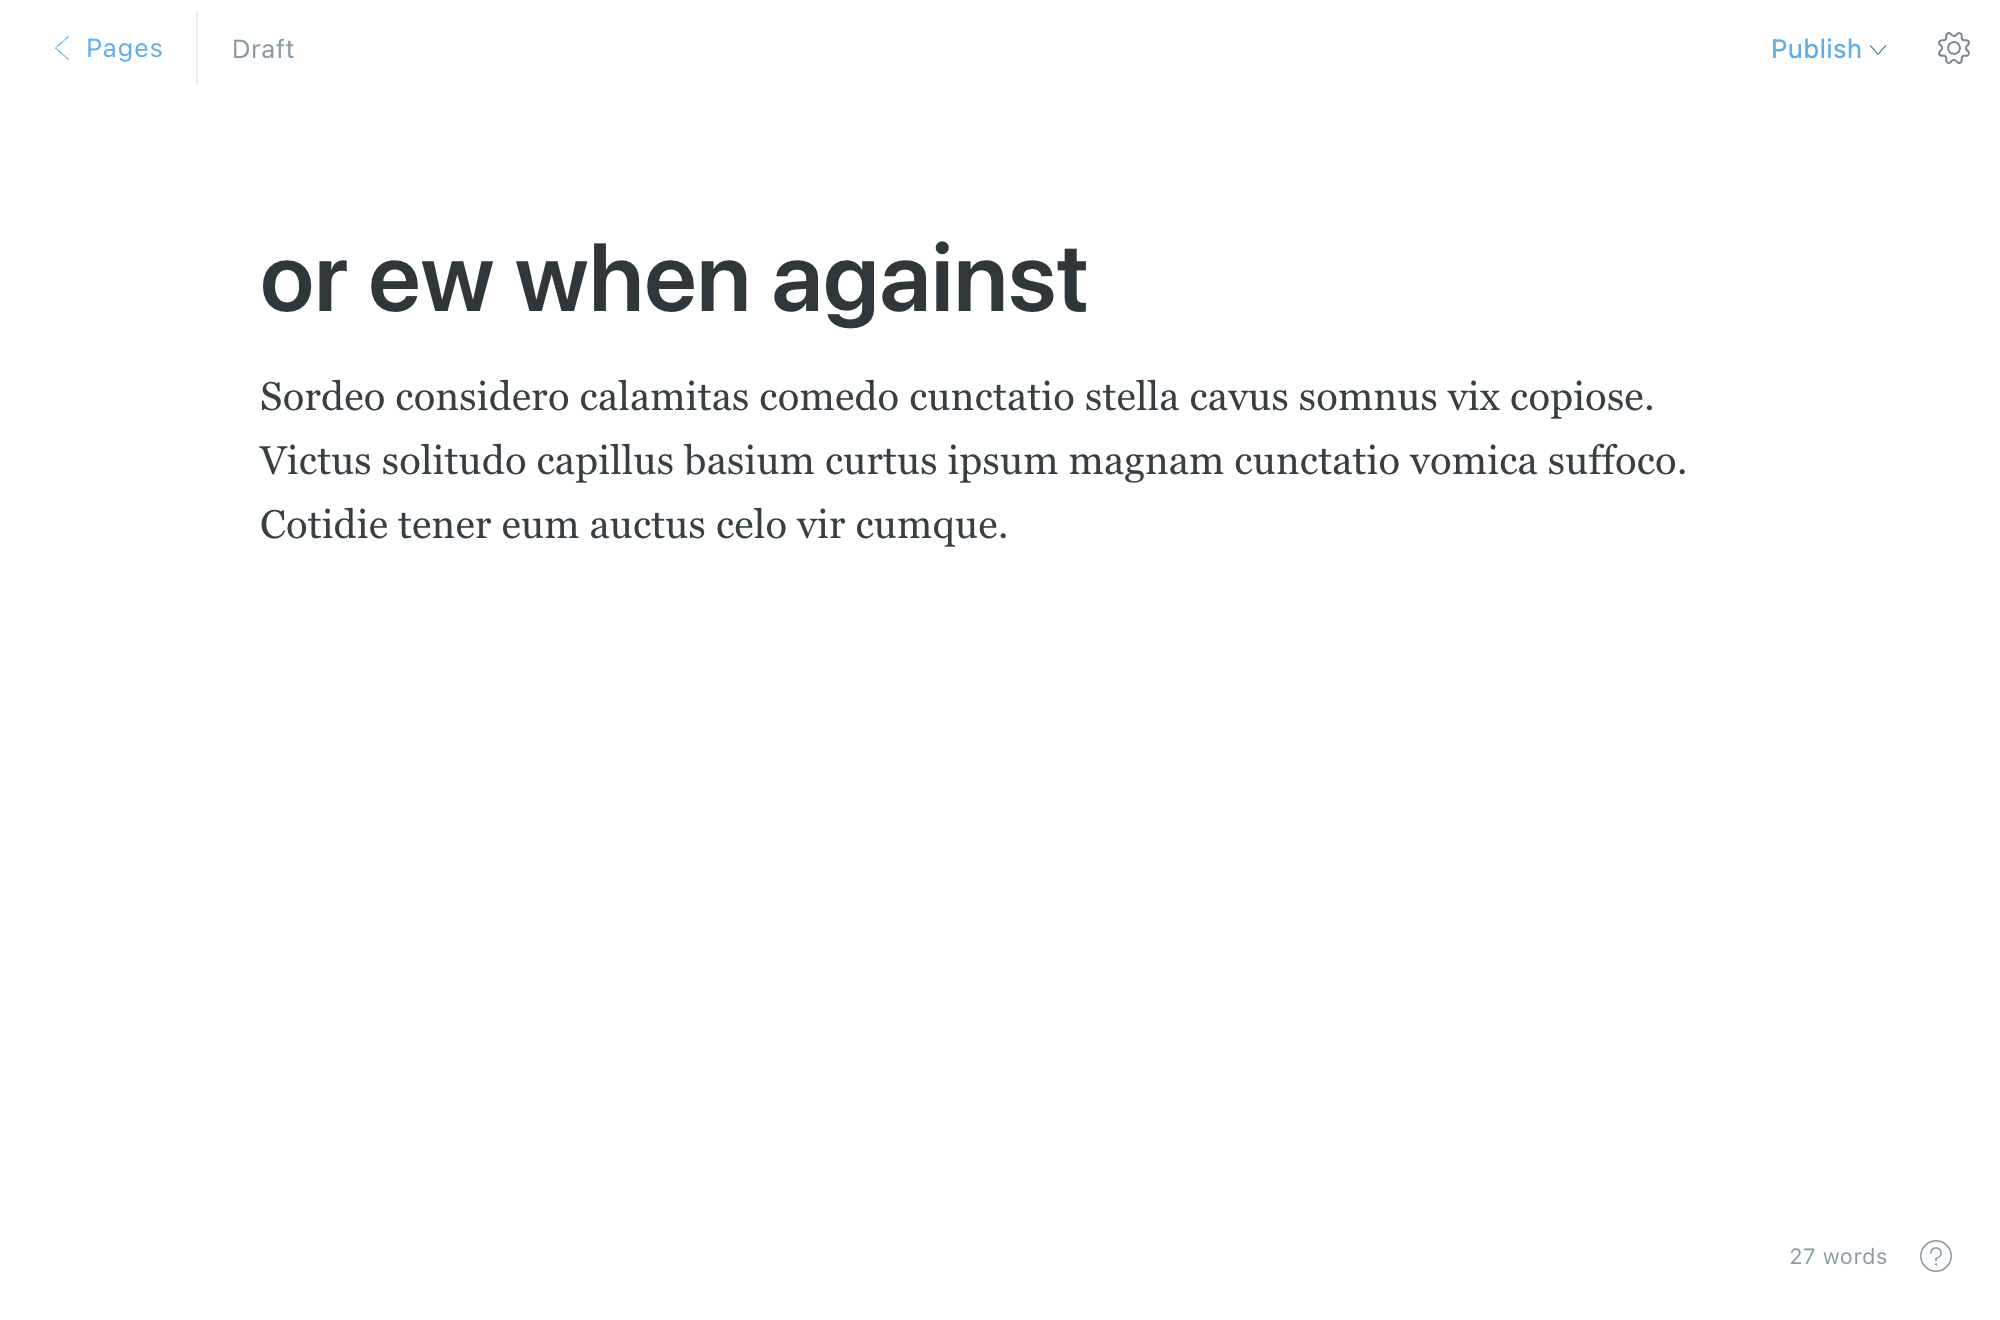 Pages
Draft
Publish
or ew when against
Sordeo considero calamitas comedo cunctatio stella cavus somnus vix copiose.
Victus solitudo capillus basium curtus ipsum magnam cunctatio vomica suffoco.
Cotidie tener eum auctus celo vir cumque.
27 words
?